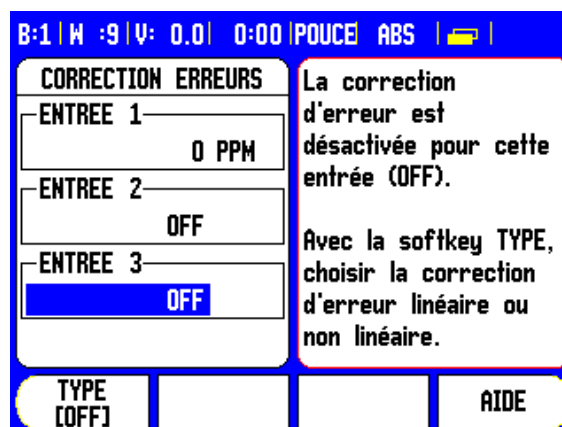 B:1 | W :9 | V: 0.0 | 0:00 | POUCE ABS
CORRECTION ERREURS
ENTREE 1
0 PPM
ENTREE 2
OFF
ENTREE 3
OFF
La correction
d'erreur est
désactivée pour cette
entrée (OFF).
Avec la softkey TYPE,
choisir la correction
d'erreur linéaire ou
non linéaire.
TYPE
[OFF]
AIDE